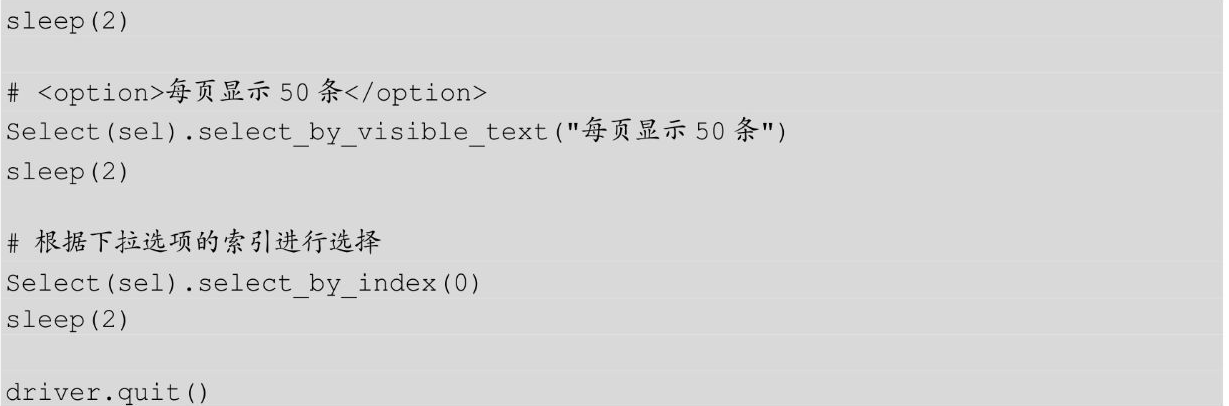 sleep(2)
# <option>每页显示 50 条</option>
Select(sel).select_by_visible_text("每页显示 50 条")
sleep(2)
# 根据下拉选项的索引进行选择
Select(sel).select_by_index(0)
sleep(2)
driver.quit()